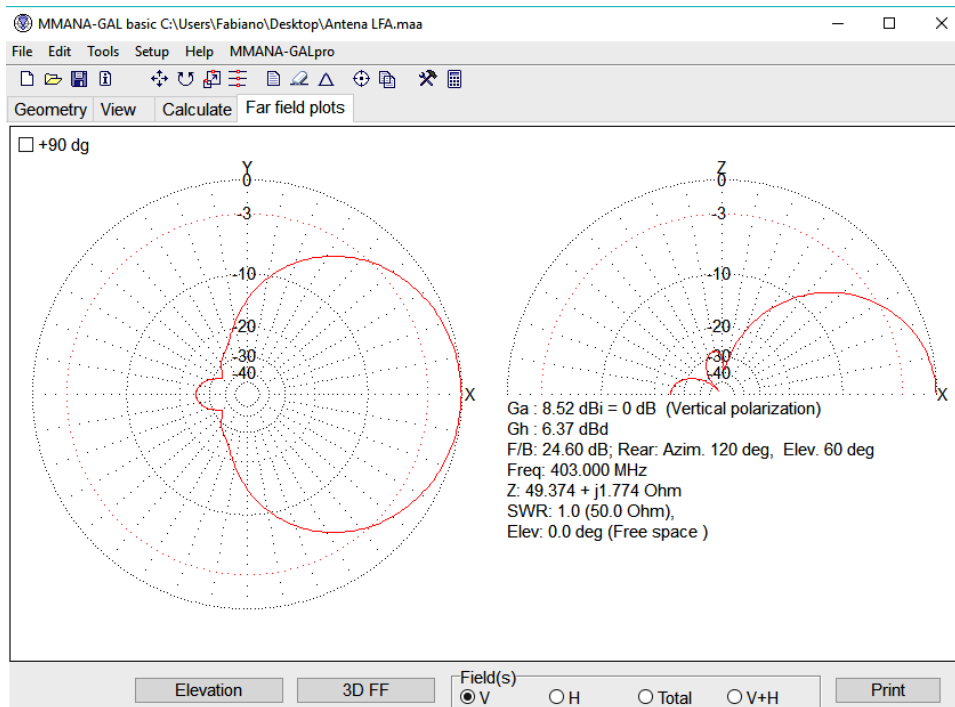 MMANA-GAL basic C:\Users\Fabiano\Desktop\Antena LFA.maa
File Edit Tools Setup Help MMANA-GALpro
Geometry View Calculate Far field plots
+90 dg
Y
0
-3
-10
-20
-30
-40
X
Z
0
-3
-10
-20
-30
-40
X
Ga : 8.52 dBi = 0 dB (Vertical polarization)
Gh : 6.37 dBd
F/B: 24.60 dB; Rear: Azim. 120 deg, Elev. 60 deg
Freq: 403.000 MHz
Z: 49.374 + j1.774 Ohm
SWR: 1.0 (50.0 Ohm),
Elev: 0.0 deg (Free space )
Elevation 3D FF Print
Field(s)
V H Total V+H